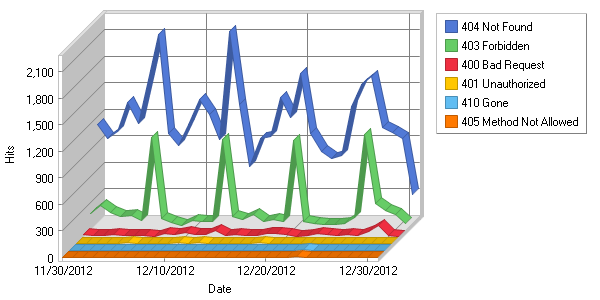 404 Not Found
403 Forbidden
400 Bad Request
401 Unauthorized
410 Gone
405 Method Not Allowed
Hits
2,100
1,800
1,500
1,200
900
600
300
0
11/30/2012 12/10/2012 12/20/2012 12/30/2012
Date